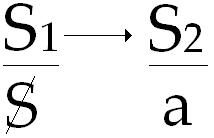 S1 → S2
$ a